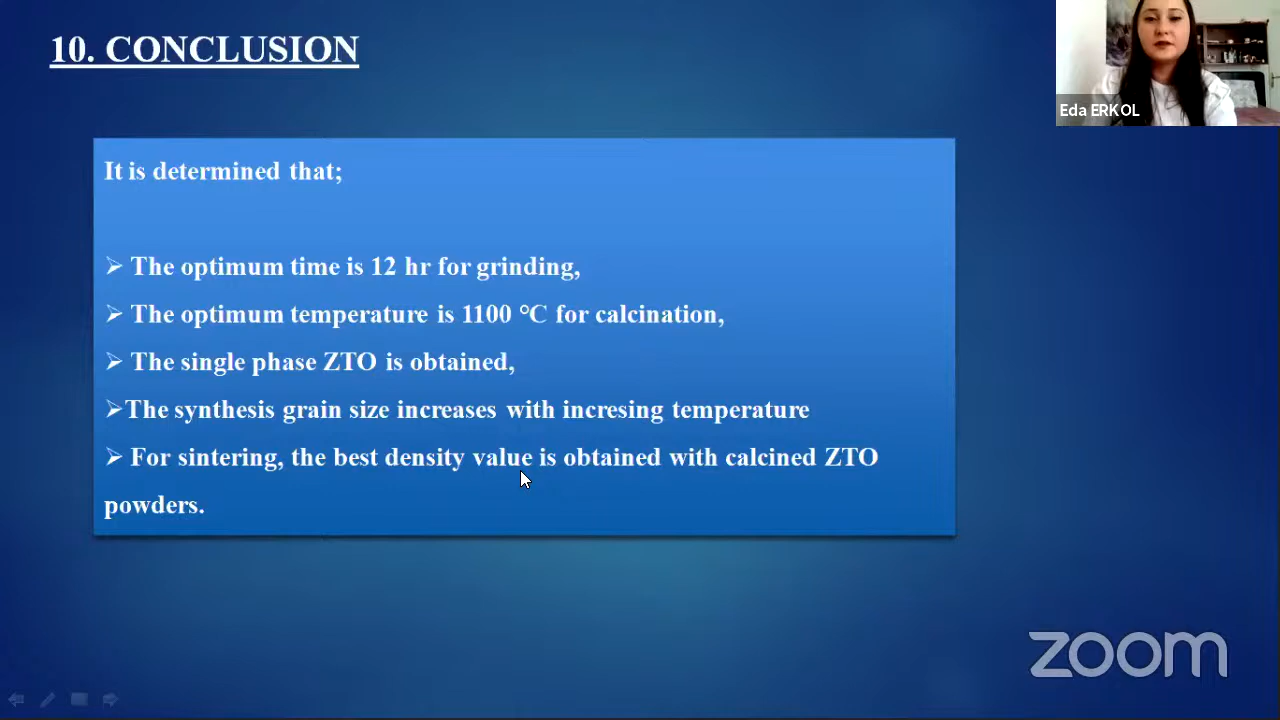 10. CONCLUSION
Eda ERKOL
It is determined that;
➢ The optimum time is 12 hr for grinding,
➢ The optimum temperature is 1100 °C for calcination,
➢ The single phase ZTO is obtained,
➢The synthesis grain size increases with incresing temperature
➢ For sintering, the best density value is obtained with calcined ZTO
powders.
zoom